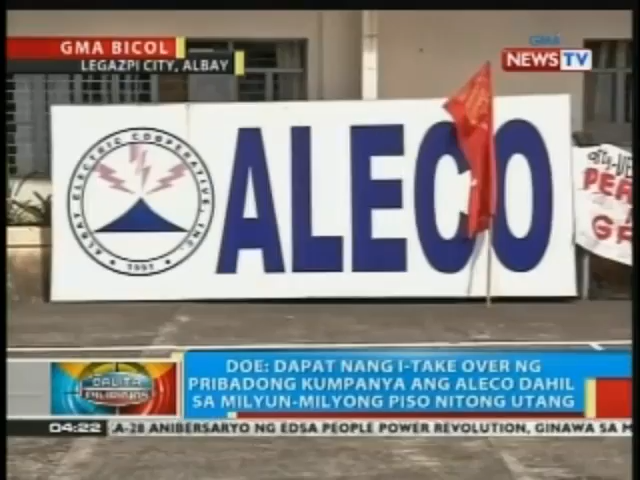 GMA BICOL
LEGAZPI CITY, ALBAY
GMA
NEWS TV
ALBAY ELECTRIC COOPERATIVE, INC.
ALECO
DOE: DAPAT NANG I-TAKE OVER NG
PRIBADONG KUMPANYA ANG ALECO DAHIL
SA MILYUN-MILYONG PISO NITONG UTANG
BALITA
PILIPINAS
04:22
A-28 ANIBERSARYO NG EDSA PEOPLE POWER REVOLUTION, GINAWA SA M